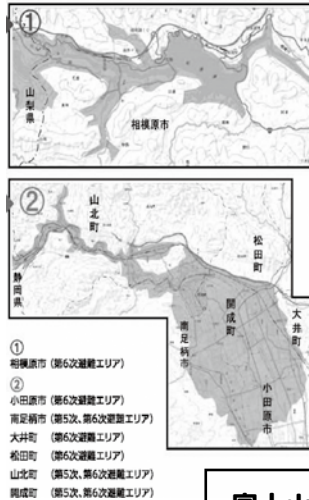 ①
山梨県
相模原市
②
山北町
松田町
静岡県
開成町
大井町
南足柄市
小田原市
①
相模原市（第6次避難エリア）
②
小田原市（第6次避難エリア）
南足柄市（第5次、第6次避難エリア）
大井町　（第6次避難エリア）
松田町　（第6次避難エリア）
山北町　（第5次、第6次避難エリア）
開成町　（第5次、第6次避難エリア）
富士山